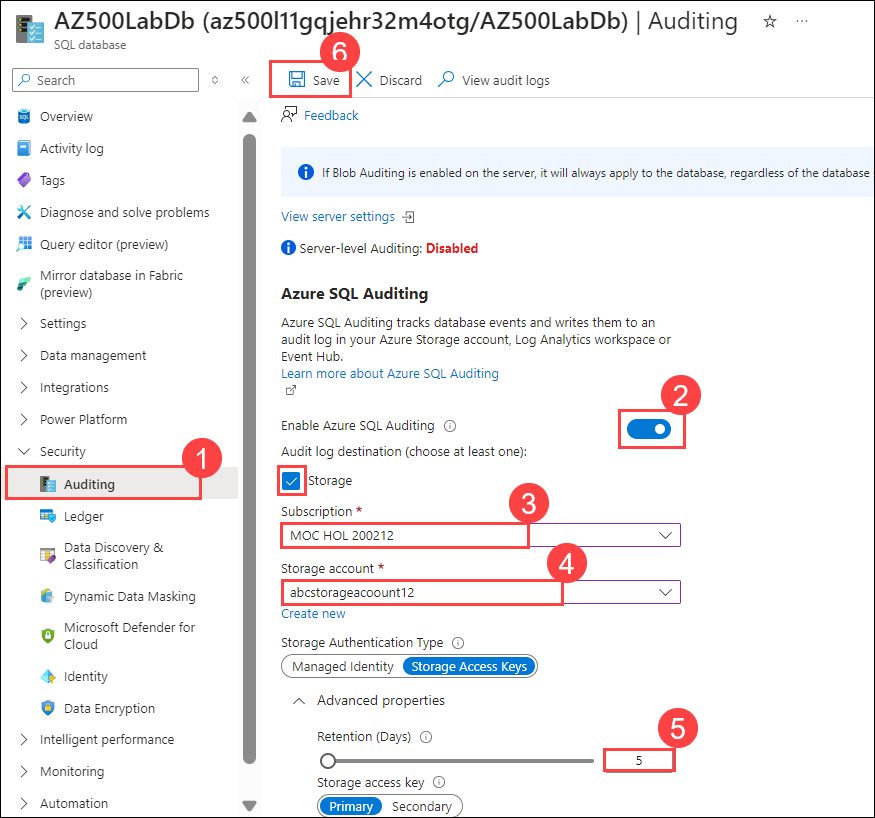 AZ500LabDb (az500l11gqjehr32m4otg/AZ500LabDb) | Auditing ☆ ...
SQL database
6
Search
«
Save
Discard
View audit logs
Overview
Activity log
Tags
Diagnose and solve problems
Query editor (preview)
Mirror database in Fabric
(preview)
Settings
Data management
Integrations
Power Platform
Security
1
Auditing
Ledger
Data Discovery &
Classification
Dynamic Data Masking
Microsoft Defender for
Cloud
Identity
Data Encryption
Intelligent performance
Monitoring
Automation
Feedback
If Blob Auditing is enabled on the server, it will always apply to the database, regardless of the database
View server settings
Server-level Auditing: Disabled
Azure SQL Auditing
Azure SQL Auditing tracks database events and writes them to an
audit log in your Azure Storage account, Log Analytics workspace or
Event Hub.
Learn more about Azure SQL Auditing
2
Enable Azure SQL Auditing
Audit log destination (choose at least one):
Storage
3
Subscription *
MOC HOL 200212
4
Storage account *
abcstorageacoount12
Create new
Storage Authentication Type
Managed Identity Storage Access Keys
Advanced properties
5
Retention (Days)
5
Storage access key
Primary Secondary